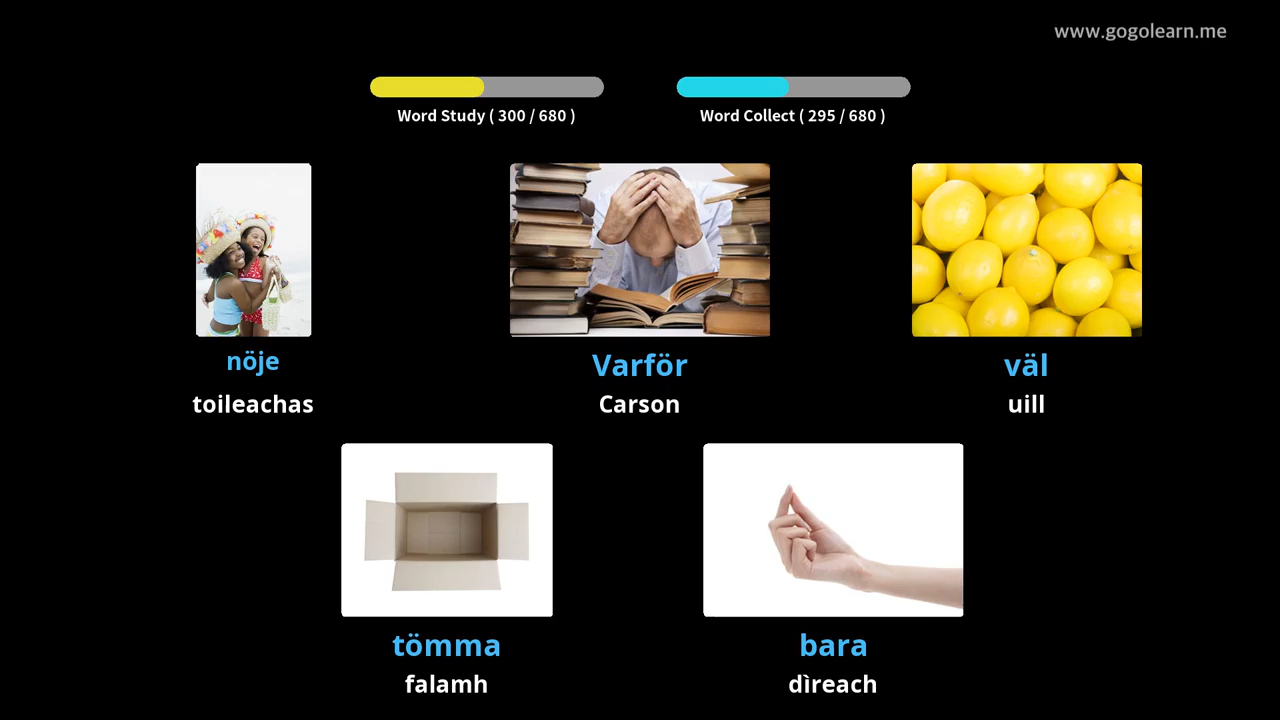 www.gogolearn.me
Word Study ( 300 / 680 )
Word Collect ( 295 / 680 )
nöje
Varför
väl
toileachas
Carson
uill
tömma
bara
falamh
dìreach